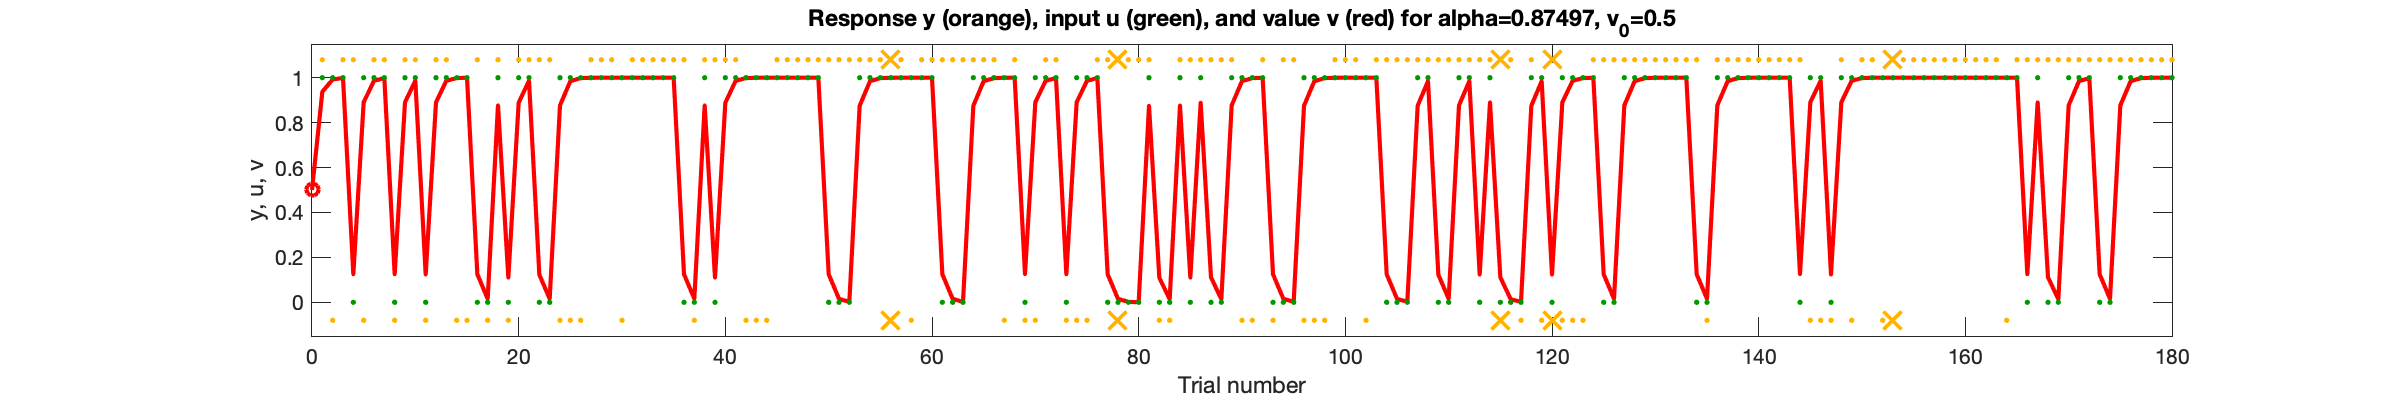 Response y (orange), input u (green), and value v (red) for alpha=0.87497, v_0=0.5
y, u, v
1
0.8
0.6
0.4
0.2
0
0 20 40 60 80 100 120 140 160 180
Trial number